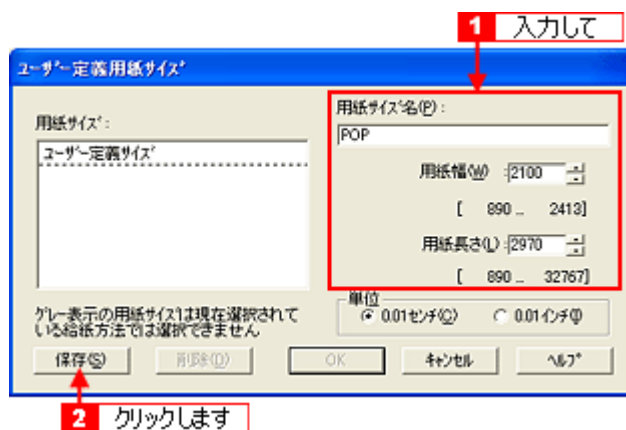 1 入力して
ユーザー定義用紙サイズ
用紙サイズ:
ユーザー定義サイズ
用紙サイズ名(P):
POP
用紙幅(W) :2100
[ 890 ... 2413]
用紙長さ(L):2970
[ 890 ... 32767]
単位
0.01センチ(C) 0.01インチ(I)
グレー表示の用紙サイズは現在選択されて
いる給紙方法では選択できません
保存(S) 削除(D) OK キャンセル ヘルプ
2 クリックします